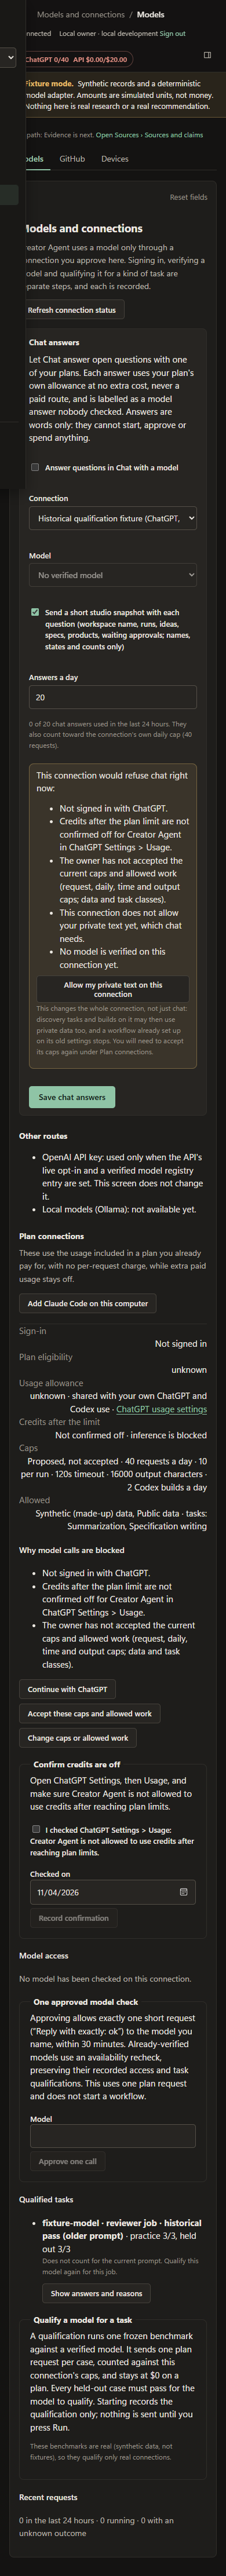 Models and connections / Models
nnected Local owner · local development Sign out
ChatGPT 0/40 API $0.00/$20.00
Fixture mode. Synthetic records and a deterministic
model adapter. Amounts are simulated units, not money.
Nothing here is real research or a real recommendation.
path: Evidence is next. Open Sources › Sources and claims
odels GitHub Devices
Reset fields
Models and connections
reator Agent uses a model only through a
onnection you approve here. Signing in, verifying a
odel and qualifying it for a kind of task are
eparate steps, and each is recorded.
Refresh connection status
Chat answers
Let Chat answer open questions with one
of your plans. Each answer uses your plan's
own allowance at no extra cost, never a
paid route, and is labelled as a model
answer nobody checked. Answers are
words only: they cannot start, approve or
spend anything.
Answer questions in Chat with a model
Connection
Historical qualification fixture (ChatGPT,
Model
No verified model
Send a short studio snapshot with each
question (workspace name, runs, ideas,
specs, products, waiting approvals; names,
states and counts only)
Answers a day
20
0 of 20 chat answers used in the last 24 hours. They
also count toward the connection's own daily cap (40
requests).
This connection would refuse chat right
now:
• Not signed in with ChatGPT.
• Credits after the plan limit are not
confirmed off for Creator Agent
in ChatGPT Settings > Usage.
• The owner has not accepted the
current caps and allowed work
(request, daily, time and output
caps; data and task classes).
• This connection does not allow
your private text yet, which chat
needs.
• No model is verified on this
connection yet.
Allow my private text on this
connection
This changes the whole connection, not just chat:
discovery tasks and builds on it may then use
private data too, and a workflow already set up
on its old settings stops. You will need to accept
its caps again under Plan connections.
Save chat answers
Other routes
• OpenAI API key: used only when the API's
live opt-in and a verified model registry
entry are set. This screen does not change
it.
• Local models (Ollama): not available yet.
Plan connections
These use the usage included in a plan you already
pay for, with no per-request charge, while extra paid
usage stays off.
Add Claude Code on this computer
Sign-in
Not signed in
Plan eligibility
unknown
Usage allowance
unknown · shared with your own ChatGPT and
Codex use · ChatGPT usage settings
Credits after the limit
Not confirmed off · inference is blocked
Caps
Proposed, not accepted · 40 requests a day · 10
per run · 120s timeout · 16000 output characters ·
2 Codex builds a day
Allowed
Synthetic (made-up) data, Public data · tasks:
Summarization, Specification writing
Why model calls are blocked
• Not signed in with ChatGPT.
• Credits after the plan limit are not
confirmed off for Creator Agent in
ChatGPT Settings > Usage.
• The owner has not accepted the current
caps and allowed work (request, daily,
time and output caps; data and task
classes).
Continue with ChatGPT
Accept these caps and allowed work
Change caps or allowed work
Confirm credits are off
Open ChatGPT Settings, then Usage, and
make sure Creator Agent is not allowed to
use credits after reaching plan limits.
I checked ChatGPT Settings > Usage:
Creator Agent is not allowed to use credits after
reaching plan limits.
Checked on
11/04/2026
Record confirmation
Model access
No model has been checked on this connection.
One approved model check
Approving allows exactly one short request
("Reply with exactly: ok") to the model you
name, within 30 minutes. Already-verified
models use an availability recheck,
preserving their recorded access and task
qualifications. This uses one plan request
and does not start a workflow.
Model
Approve one call
Qualified tasks
• fixture-model · reviewer job · historical
pass (older prompt) · practice 3/3, held
out 3/3
Does not count for the current prompt. Qualify this
model again for this job.
Show answers and reasons
Qualify a model for a task
A qualification runs one frozen benchmark
against a verified model. It sends one plan
request per case, counted against this
connection's caps, and stays at $0 on a
plan. Every held-out case must pass for the
model to qualify. Starting records the
qualification only; nothing is sent until you
press Run.
These benchmarks are real (synthetic data, not
fixtures), so they qualify only real connections.
Recent requests
0 in the last 24 hours · 0 running · 0 with an
unknown outcome